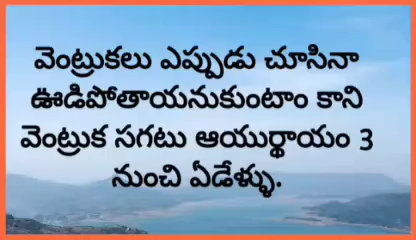 వెంట్రుకలు ఎప్పుడు చూసినా
ఊడిపోతాయనుకుంటాం కాని
వెంట్రుక సగటు ఆయుర్థాయం 3
నుంచి ఏడేళ్ళు.